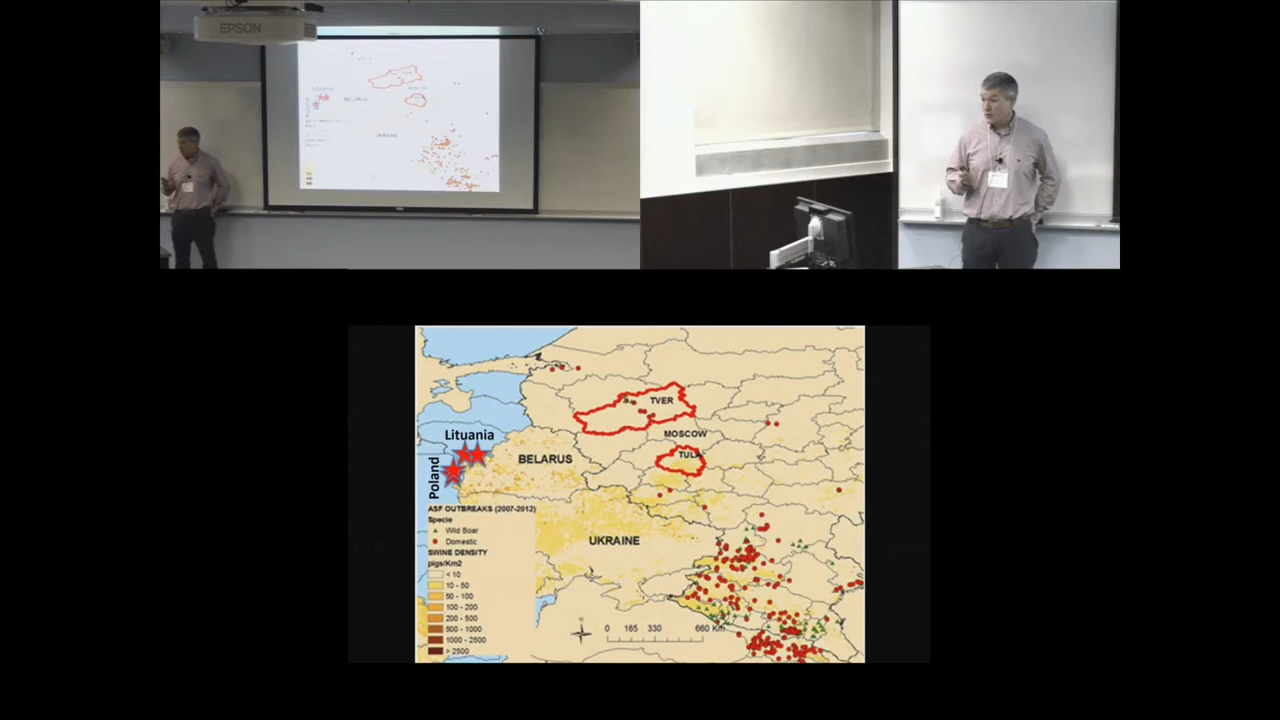 EPSON
BELARUS
UKRAINE
TVER
MOSCOW
Lituania
TULA
BELARUS
Poland
ASF OUTBREAKS (2007-2012)
Specie
Wild Boar
Domestic
UKRAINE
SWINE DENSITY
pigs/Km2
< 10
10 - 50
50 - 100
100 - 200
200 - 500
500 - 1000
1000 - 2500
> 2500
N
0 165 330 660 Km